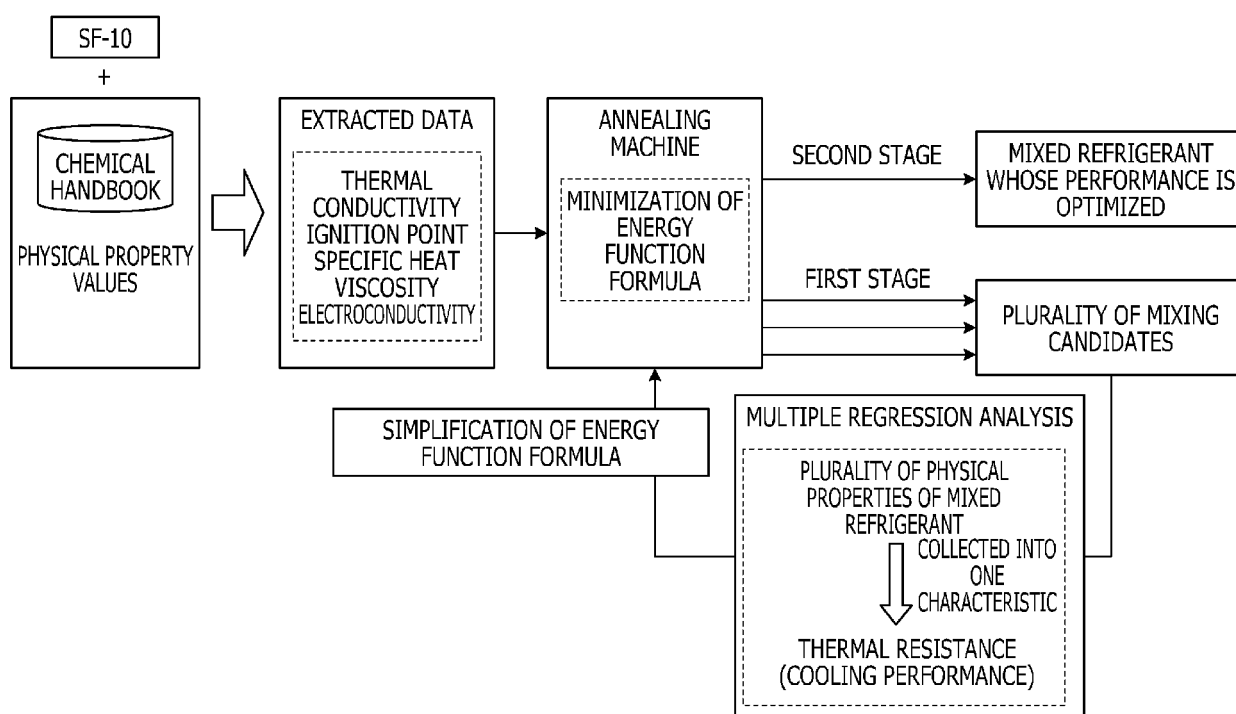 SF-10
+
CHEMICAL
HANDBOOK
PHYSICAL PROPERTY
VALUES
EXTRACTED DATA
THERMAL
CONDUCTIVITY
IGNITION POINT
SPECIFIC HEAT
VISCOSITY
ELECTROCONDUCTIVITY
ANNEALING
MACHINE
MINIMIZATION OF
ENERGY
FUNCTION
FORMULA
SECOND STAGE
MIXED REFRIGERANT
WHOSE PERFORMANCE IS
OPTIMIZED
FIRST STAGE
PLURALITY OF MIXING
CANDIDATES
SIMPLIFICATION OF ENERGY
FUNCTION FORMULA
MULTIPLE REGRESSION ANALYSIS
PLURALITY OF PHYSICAL
PROPERTIES OF MIXED
REFRIGERANT
COLLECTED INTO
ONE
CHARACTERISTIC
THERMAL RESISTANCE
(COOLING PERFORMANCE)